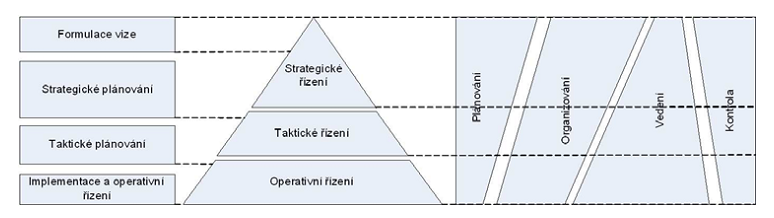 Formulace vize
Strategické plánování
Taktické plánování
Implementace a operativní
řízení
Strategické
řízení
Taktické řízení
Operativní řízení
Plánování
Organizování
Vedení
Kontrola